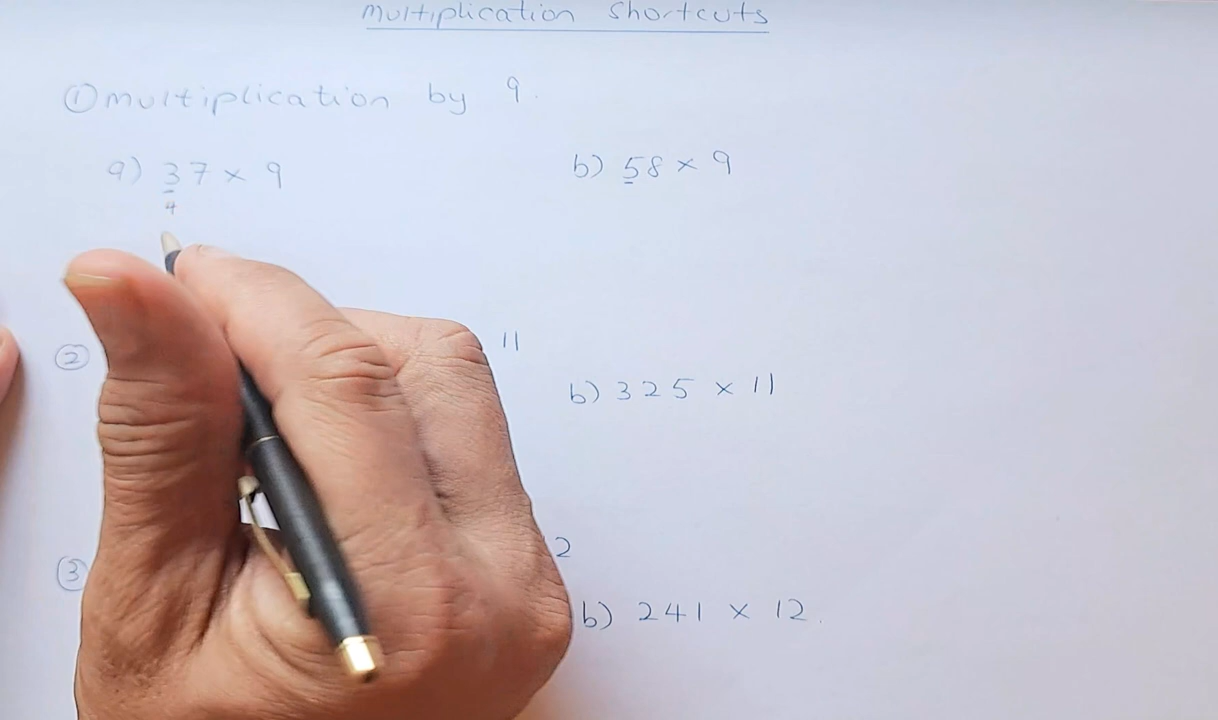 Multiplication Shortcuts
① multiplication by 9.
a) 37 × 9
4
b) 58 × 9
② 11
b) 325 × 11
③ 2
b) 241 × 12.